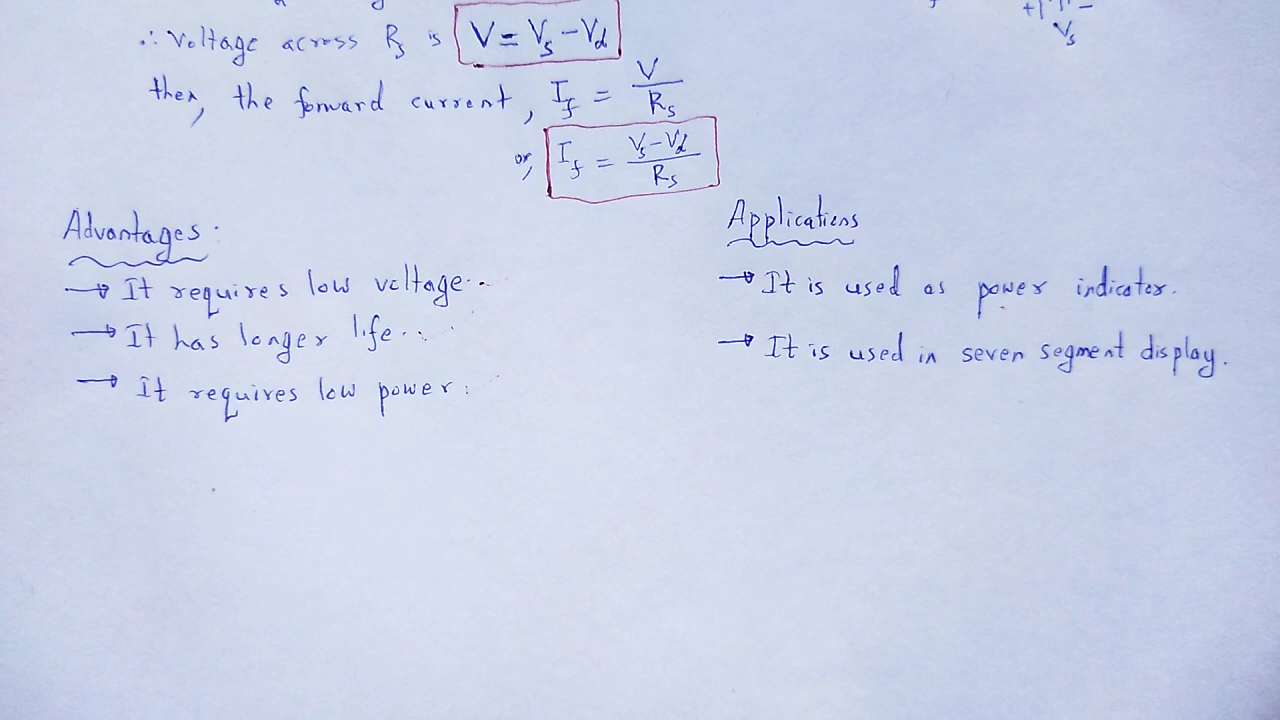 ∴ Voltage across Rs is V = Vs - Vd
then, the forward current, If = V/Rs
or, If = (Vs - Vd)/Rs
+ -
Vs
Advantages.
→ It requires low voltage..
→ It has longer life..
→ It requires low power.
Applications
→ It is used as power indicator.
→ It is used in seven segment display.